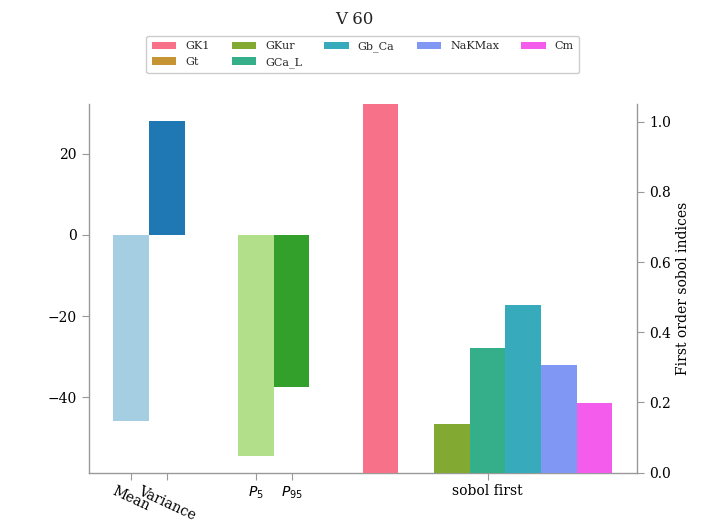 V 60
GK1 GKur Gb_Ca NaKMax Cm
Gt GCa_L
20
0
−20
−40
1.0
0.8
0.6
0.4
0.2
0.0
First order sobol indices
Mean
Variance
P5
P95
sobol first